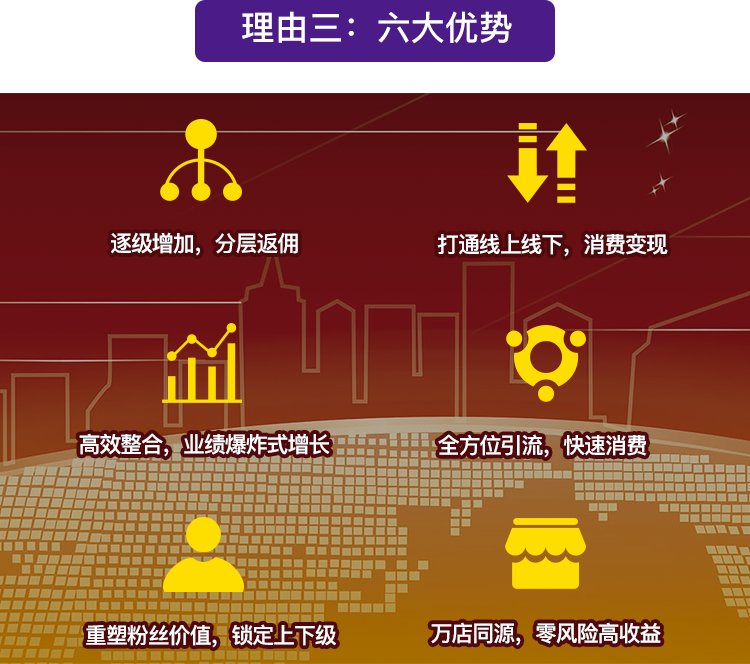 理由三：六大优势
逐级增加，分层返佣
打通线上线下，消费变现
高效整合，业绩爆炸式增长
全方位引流，快速消费
重塑粉丝价值，锁定上下级
万店同源，零风险高收益